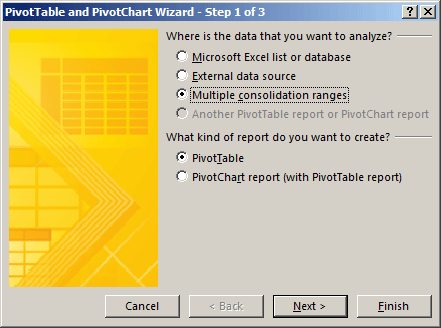 PivotTable and PivotChart Wizard - Step 1 of 3
Where is the data that you want to analyze?
Microsoft Excel list or database
External data source
Multiple consolidation ranges
Another PivotTable report or PivotChart report
What kind of report do you want to create?
PivotTable
PivotChart report (with PivotTable report)
Cancel
< Back
Next >
Finish